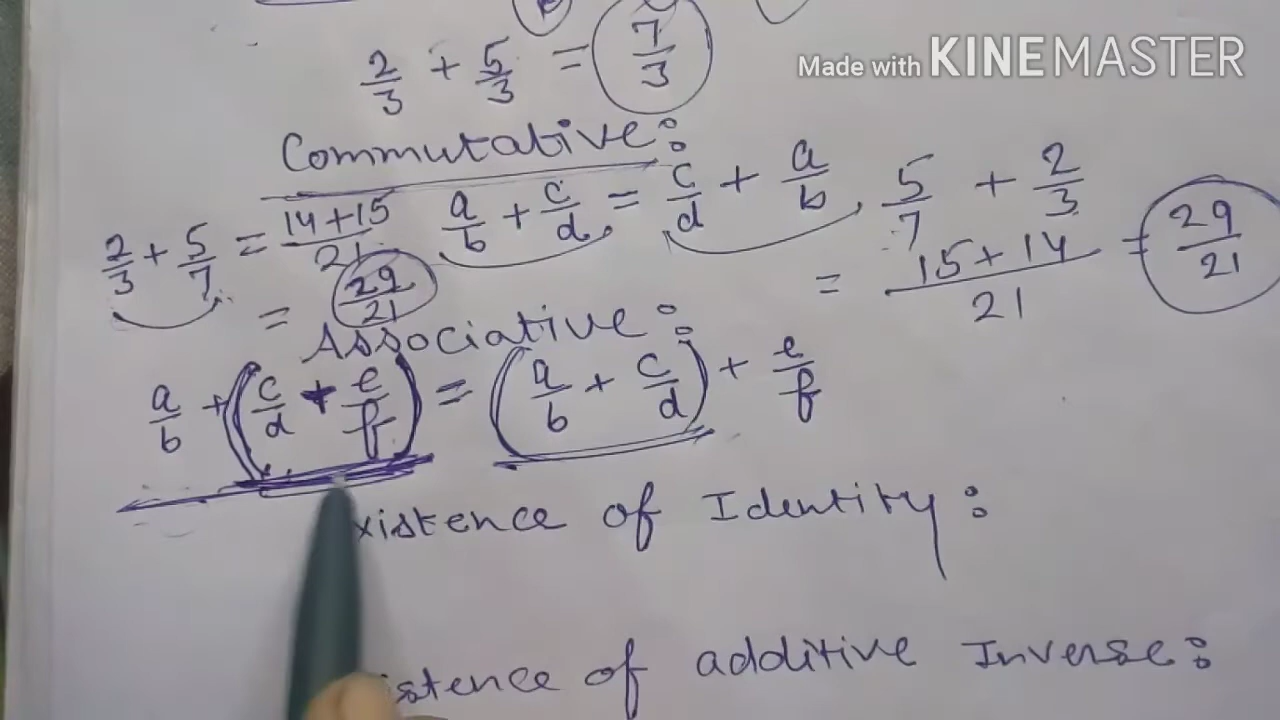 Made with KINEMASTER
2/3 + 5/3 = 7/3
Commutative:
a/b + c/d = c/d + a/b
2/3 + 5/7 = 14+15/21
= 29/21
5/7 + 2/3
= 15+14/21 = 29/21
Associative:
a/b + (c/d + e/f) = (a/b + c/d) + e/f
xistence of Identity:
istence of additive Inverse: